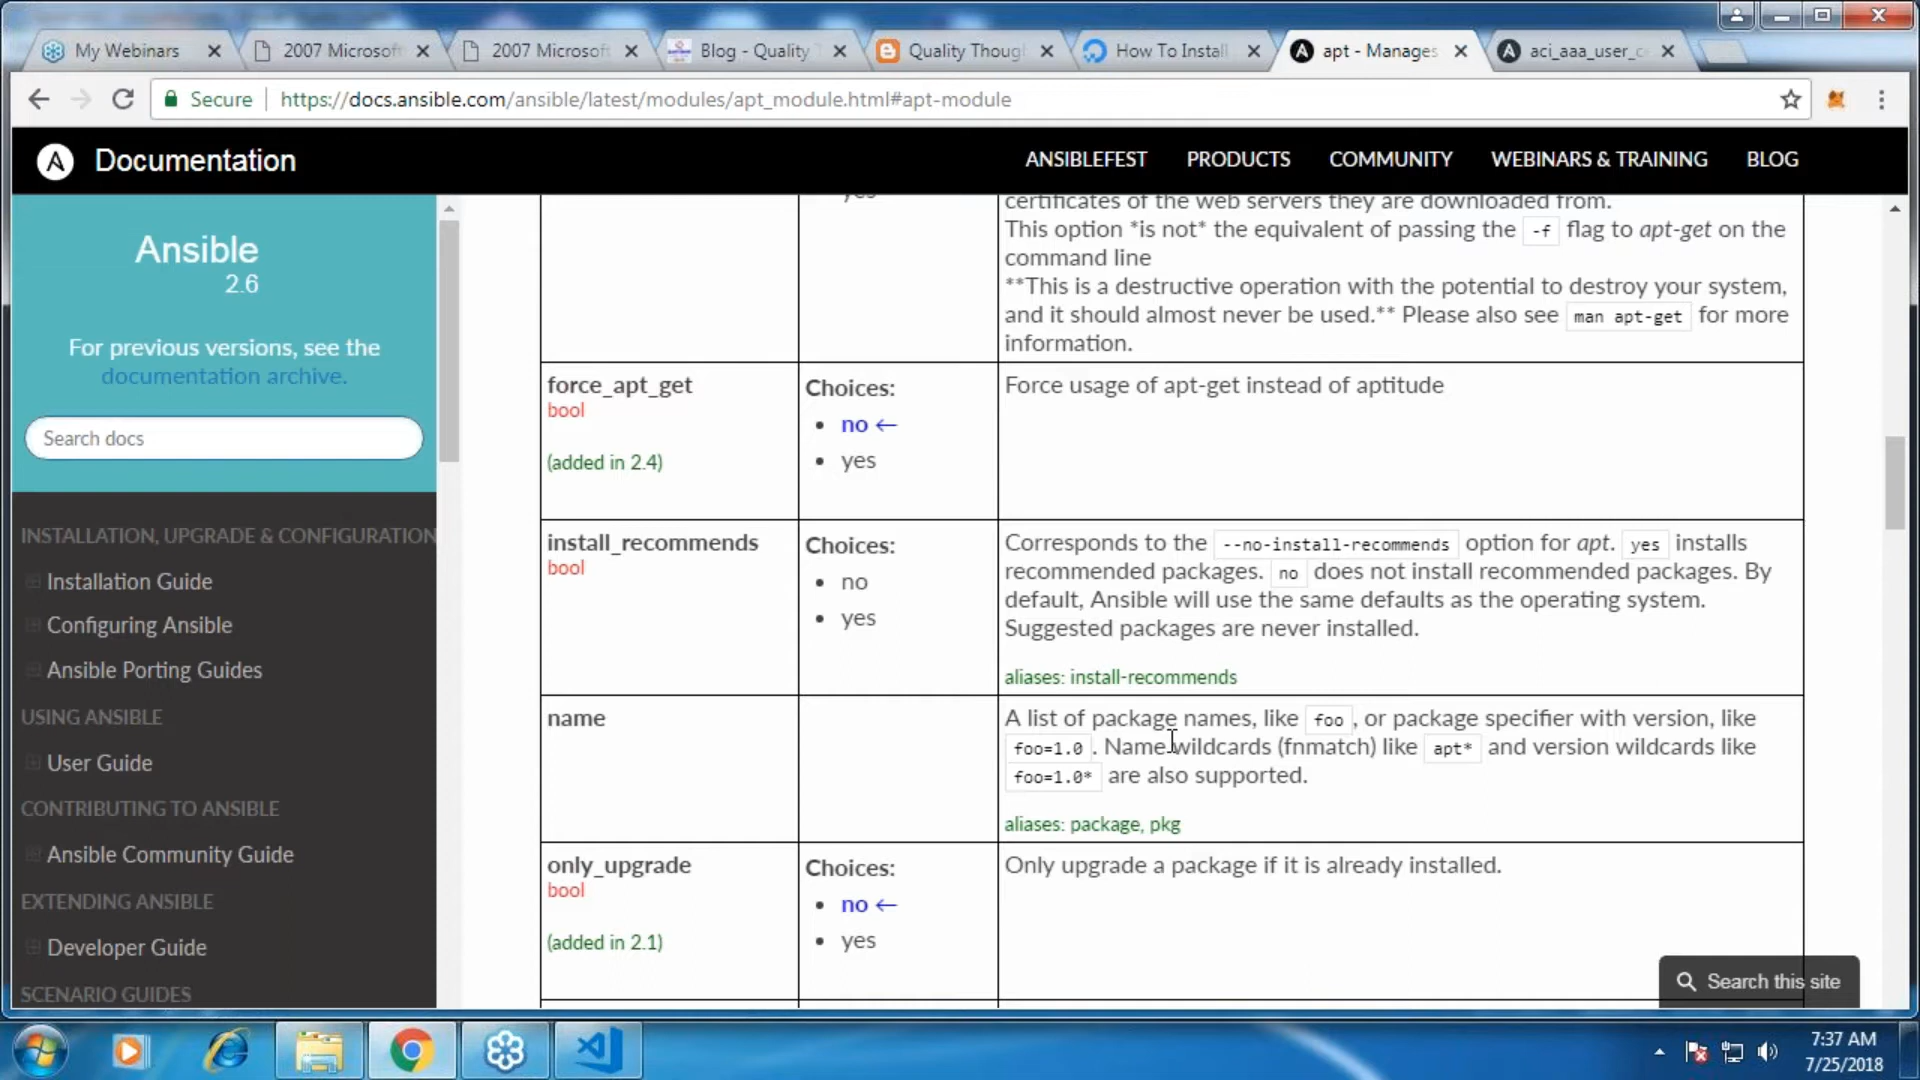 My Webinars
2007 Microsoft
2007 Microsoft
Blog - Quality T
Quality Though
How To Install
apt - Manages
aci_aaa_user_c
Secure
https://docs.ansible.com/ansible/latest/modules/apt_module.html#apt-module
Documentation
ANSIBLEFEST
PRODUCTS
COMMUNITY
WEBINARS & TRAINING
BLOG
Ansible
2.6
For previous versions, see the
documentation archive.
Search docs
INSTALLATION, UPGRADE & CONFIGURATION
Installation Guide
Configuring Ansible
Ansible Porting Guides
USING ANSIBLE
User Guide
CONTRIBUTING TO ANSIBLE
Ansible Community Guide
EXTENDING ANSIBLE
Developer Guide
SCENARIO GUIDES
yes
certificates of the web servers they are downloaded from.
This option *is not* the equivalent of passing the -f flag to apt-get on the
command line
**This is a destructive operation with the potential to destroy your system,
and it should almost never be used.** Please also see man apt-get for more
information.
force_apt_get
bool
(added in 2.4)
Choices:
• no ←
• yes
Force usage of apt-get instead of aptitude
install_recommends
bool
Choices:
• no
• yes
Corresponds to the --no-install-recommends option for apt. yes installs
recommended packages. no does not install recommended packages. By
default, Ansible will use the same defaults as the operating system.
Suggested packages are never installed.
aliases: install-recommends
name
A list of package names, like foo , or package specifier with version, like
foo=1.0 . Name wildcards (fnmatch) like apt* and version wildcards like
foo=1.0* are also supported.
aliases: package, pkg
only_upgrade
bool
(added in 2.1)
Choices:
• no ←
• yes
Only upgrade a package if it is already installed.
Search this site
7:37 AM
7/25/2018